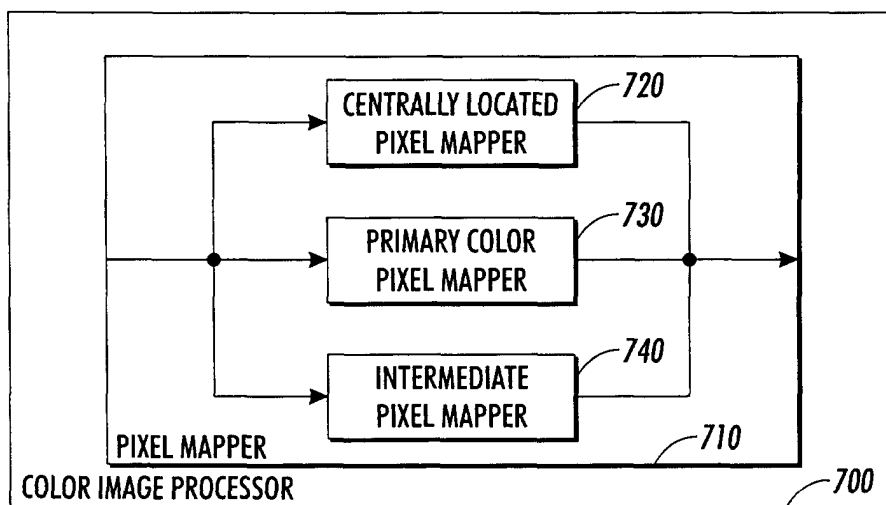 CENTRALLY LOCATED
PIXEL MAPPER
720
PRIMARY COLOR
PIXEL MAPPER
730
INTERMEDIATE
PIXEL MAPPER
740
PIXEL MAPPER
710
COLOR IMAGE PROCESSOR
700